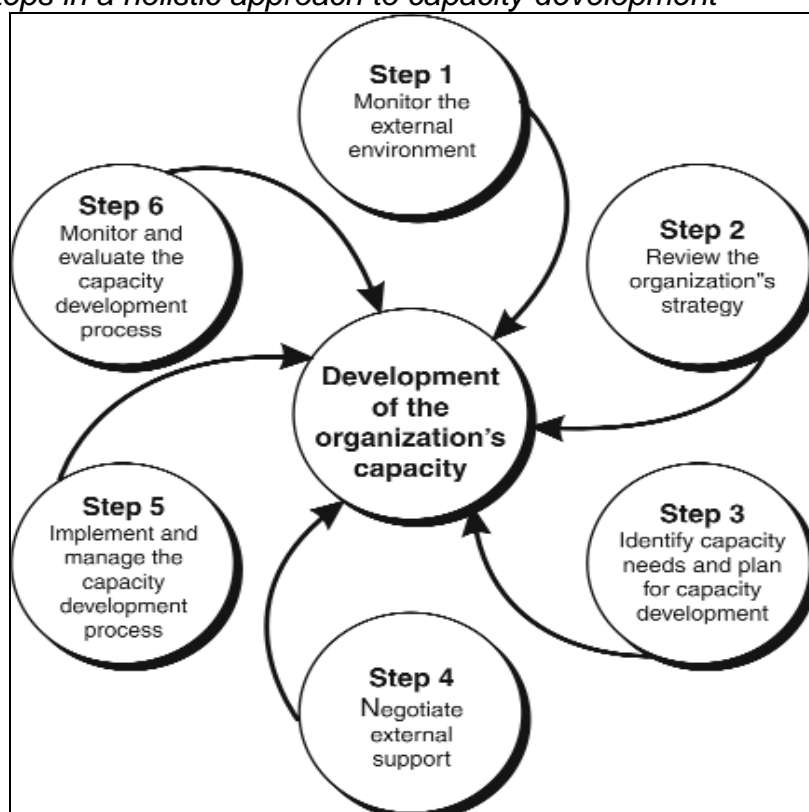 in a holistic approach to capacity development
Step 1
Monitor the
external
environment
Step 2
Review the
organization"s
strategy
Step 3
Identify capacity
needs and plan
for capacity
development
Step 4
Negotiate
external
support
Step 5
Implement and
manage the
capacity
development
process
Step 6
Monitor and
evaluate the
capacity
development
process
Development
of the
organization's
capacity